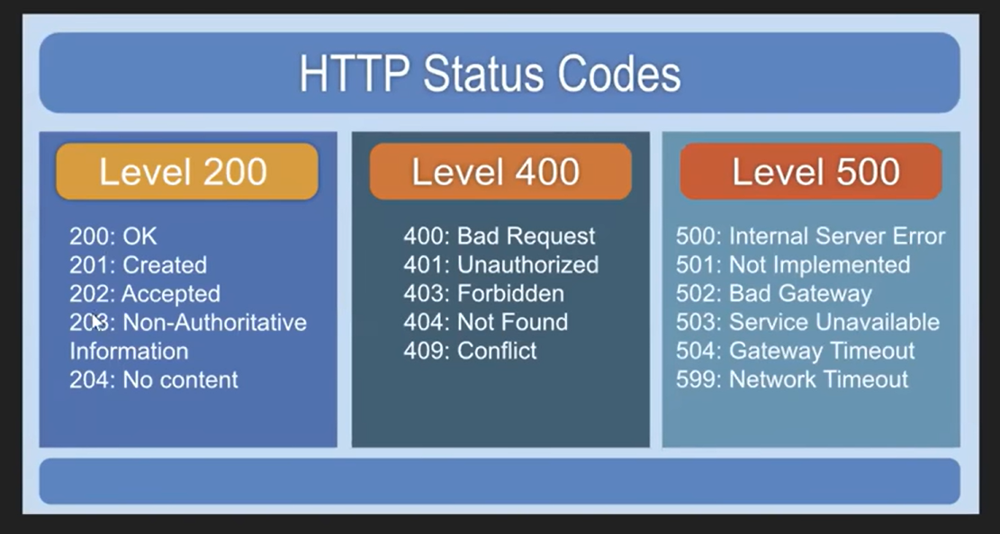 HTTP Status Codes
Level 200
200: OK
201: Created
202: Accepted
203: Non-Authoritative
Information
204: No content
Level 400
400: Bad Request
401: Unauthorized
403: Forbidden
404: Not Found
409: Conflict
Level 500
500: Internal Server Error
501: Not Implemented
502: Bad Gateway
503: Service Unavailable
504: Gateway Timeout
599: Network Timeout